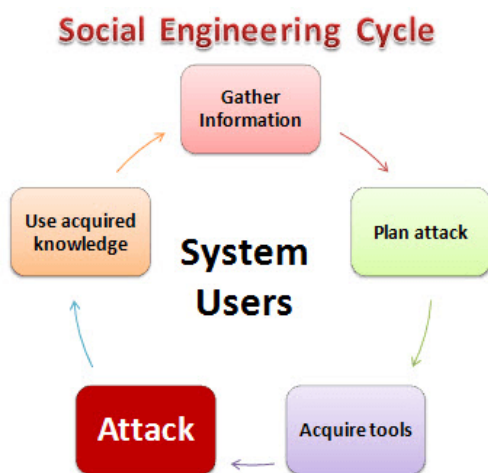 Social Engineering Cycle
Gather
Information
Plan attack
Acquire tools
Attack
Use acquired
knowledge
System
Users